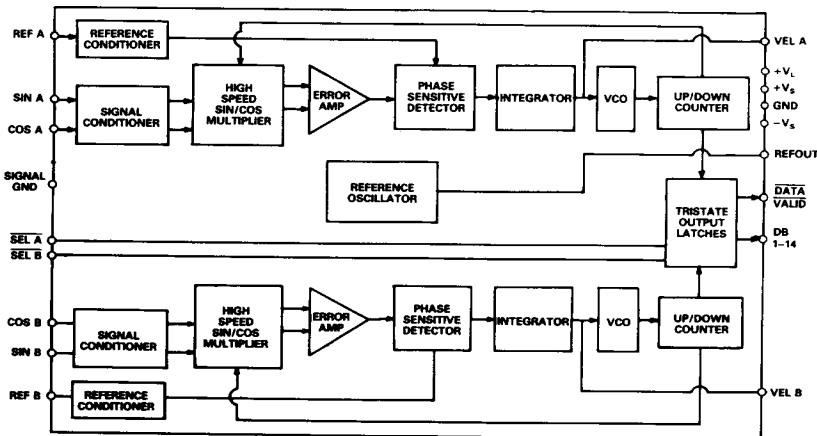 REF A
REFERENCE
CONDITIONER
VEL A
SIN A
COS A
SIGNAL
CONDITIONER
HIGH
SPEED
SIN/COS
MULTIPLIER
ERROR
AMP
PHASE
SENSITIVE
DETECTOR
INTEGRATOR
VCO
UP/DOWN
COUNTER
+VL
+VS
GND
-VS
REFOUT
SIGNAL
GND
REFERENCE
OSCILLATOR
TRISTATE
OUTPUT
LATCHES
DATA
VALID
DB
1-14
SEL A
SEL B
COS B
SIN B
SIGNAL
CONDITIONER
HIGH
SPEED
SIN/COS
MULTIPLIER
ERROR
AMP
PHASE
SENSITIVE
DETECTOR
INTEGRATOR
VCO
UP/DOWN
COUNTER
REF B
REFERENCE
CONDITIONER
VEL B